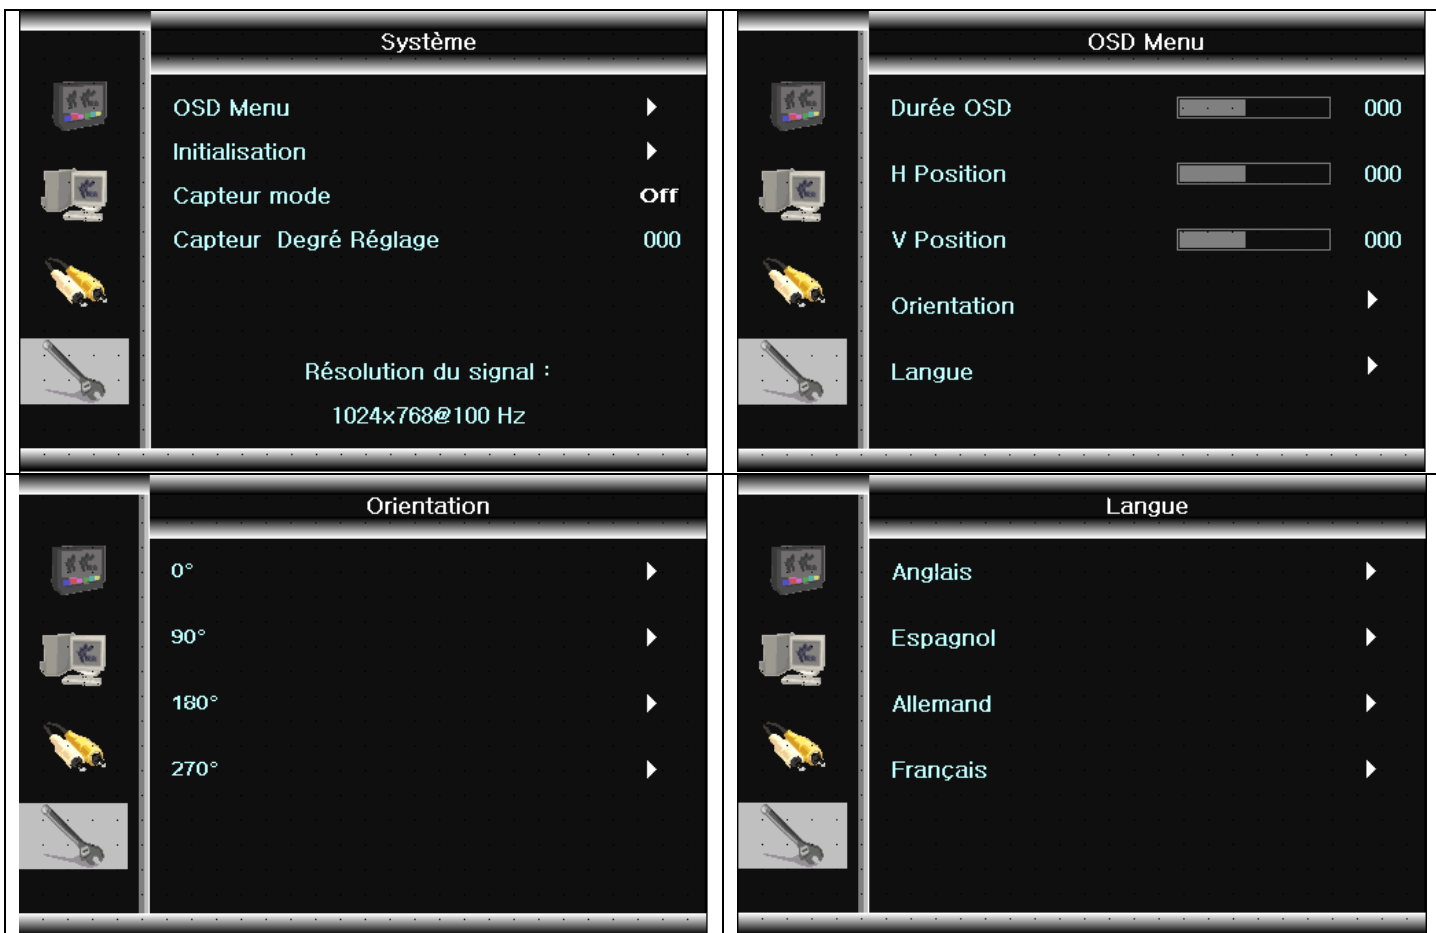 Système
OSD Menu
Initialisation
Capteur mode Off
Capteur Degré Réglage 000
Résolution du signal :
1024x768@100 Hz
OSD Menu
Durée OSD 000
H Position 000
V Position 000
Orientation
Langue
Orientation
0°
90°
180°
270°
Langue
Anglais
Espagnol
Allemand
Français